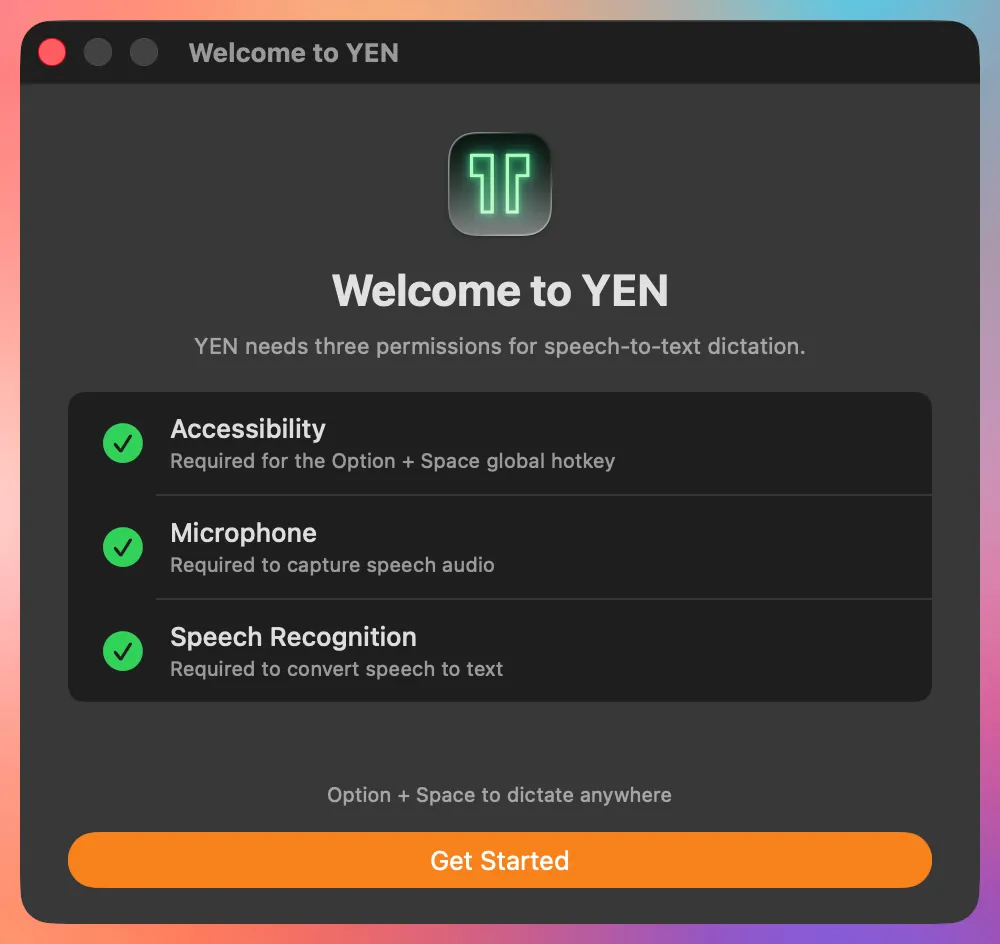 Welcome to YEN
Welcome to YEN
YEN needs three permissions for speech-to-text dictation.
Accessibility
Required for the Option + Space global hotkey
Microphone
Required to capture speech audio
Speech Recognition
Required to convert speech to text
Option + Space to dictate anywhere
Get Started